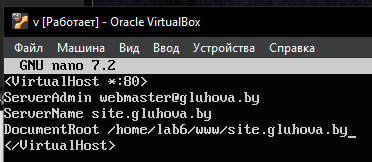 v [Работает] - Oracle VirtualBox
Файл Машина Вид Ввод Устройства Справка
GNU nano 7.2
<VirtualHost *:80>
ServerAdmin webmaster@gluhova.by
ServerName site.gluhova.by
DocumentRoot /home/lab6/www/site.gluhova.by_
</VirtualHost>